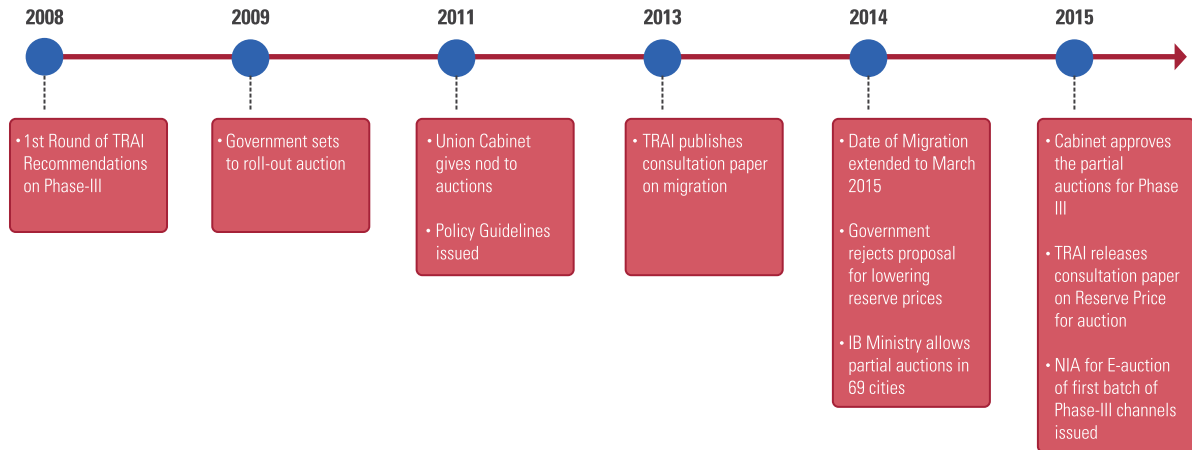 2008
2009
2011
2013
2014
2015
• 1st Round of TRAI
Recommendations
on Phase-III
• Government sets
to roll-out auction
• Union Cabinet
gives nod to
auctions
• Policy Guidelines
issued
• TRAI publishes
consultation paper
on migration
• Date of Migration
extended to March
2015
• Government
rejects proposal
for lowering
reserve prices
• IB Ministry allows
partial auctions in
69 cities
• Cabinet approves
the partial
auctions for Phase
III
• TRAI releases
consultation paper
on Reserve Price
for auction
• NIA for E-auction
of first batch of
Phase-III channels
issued